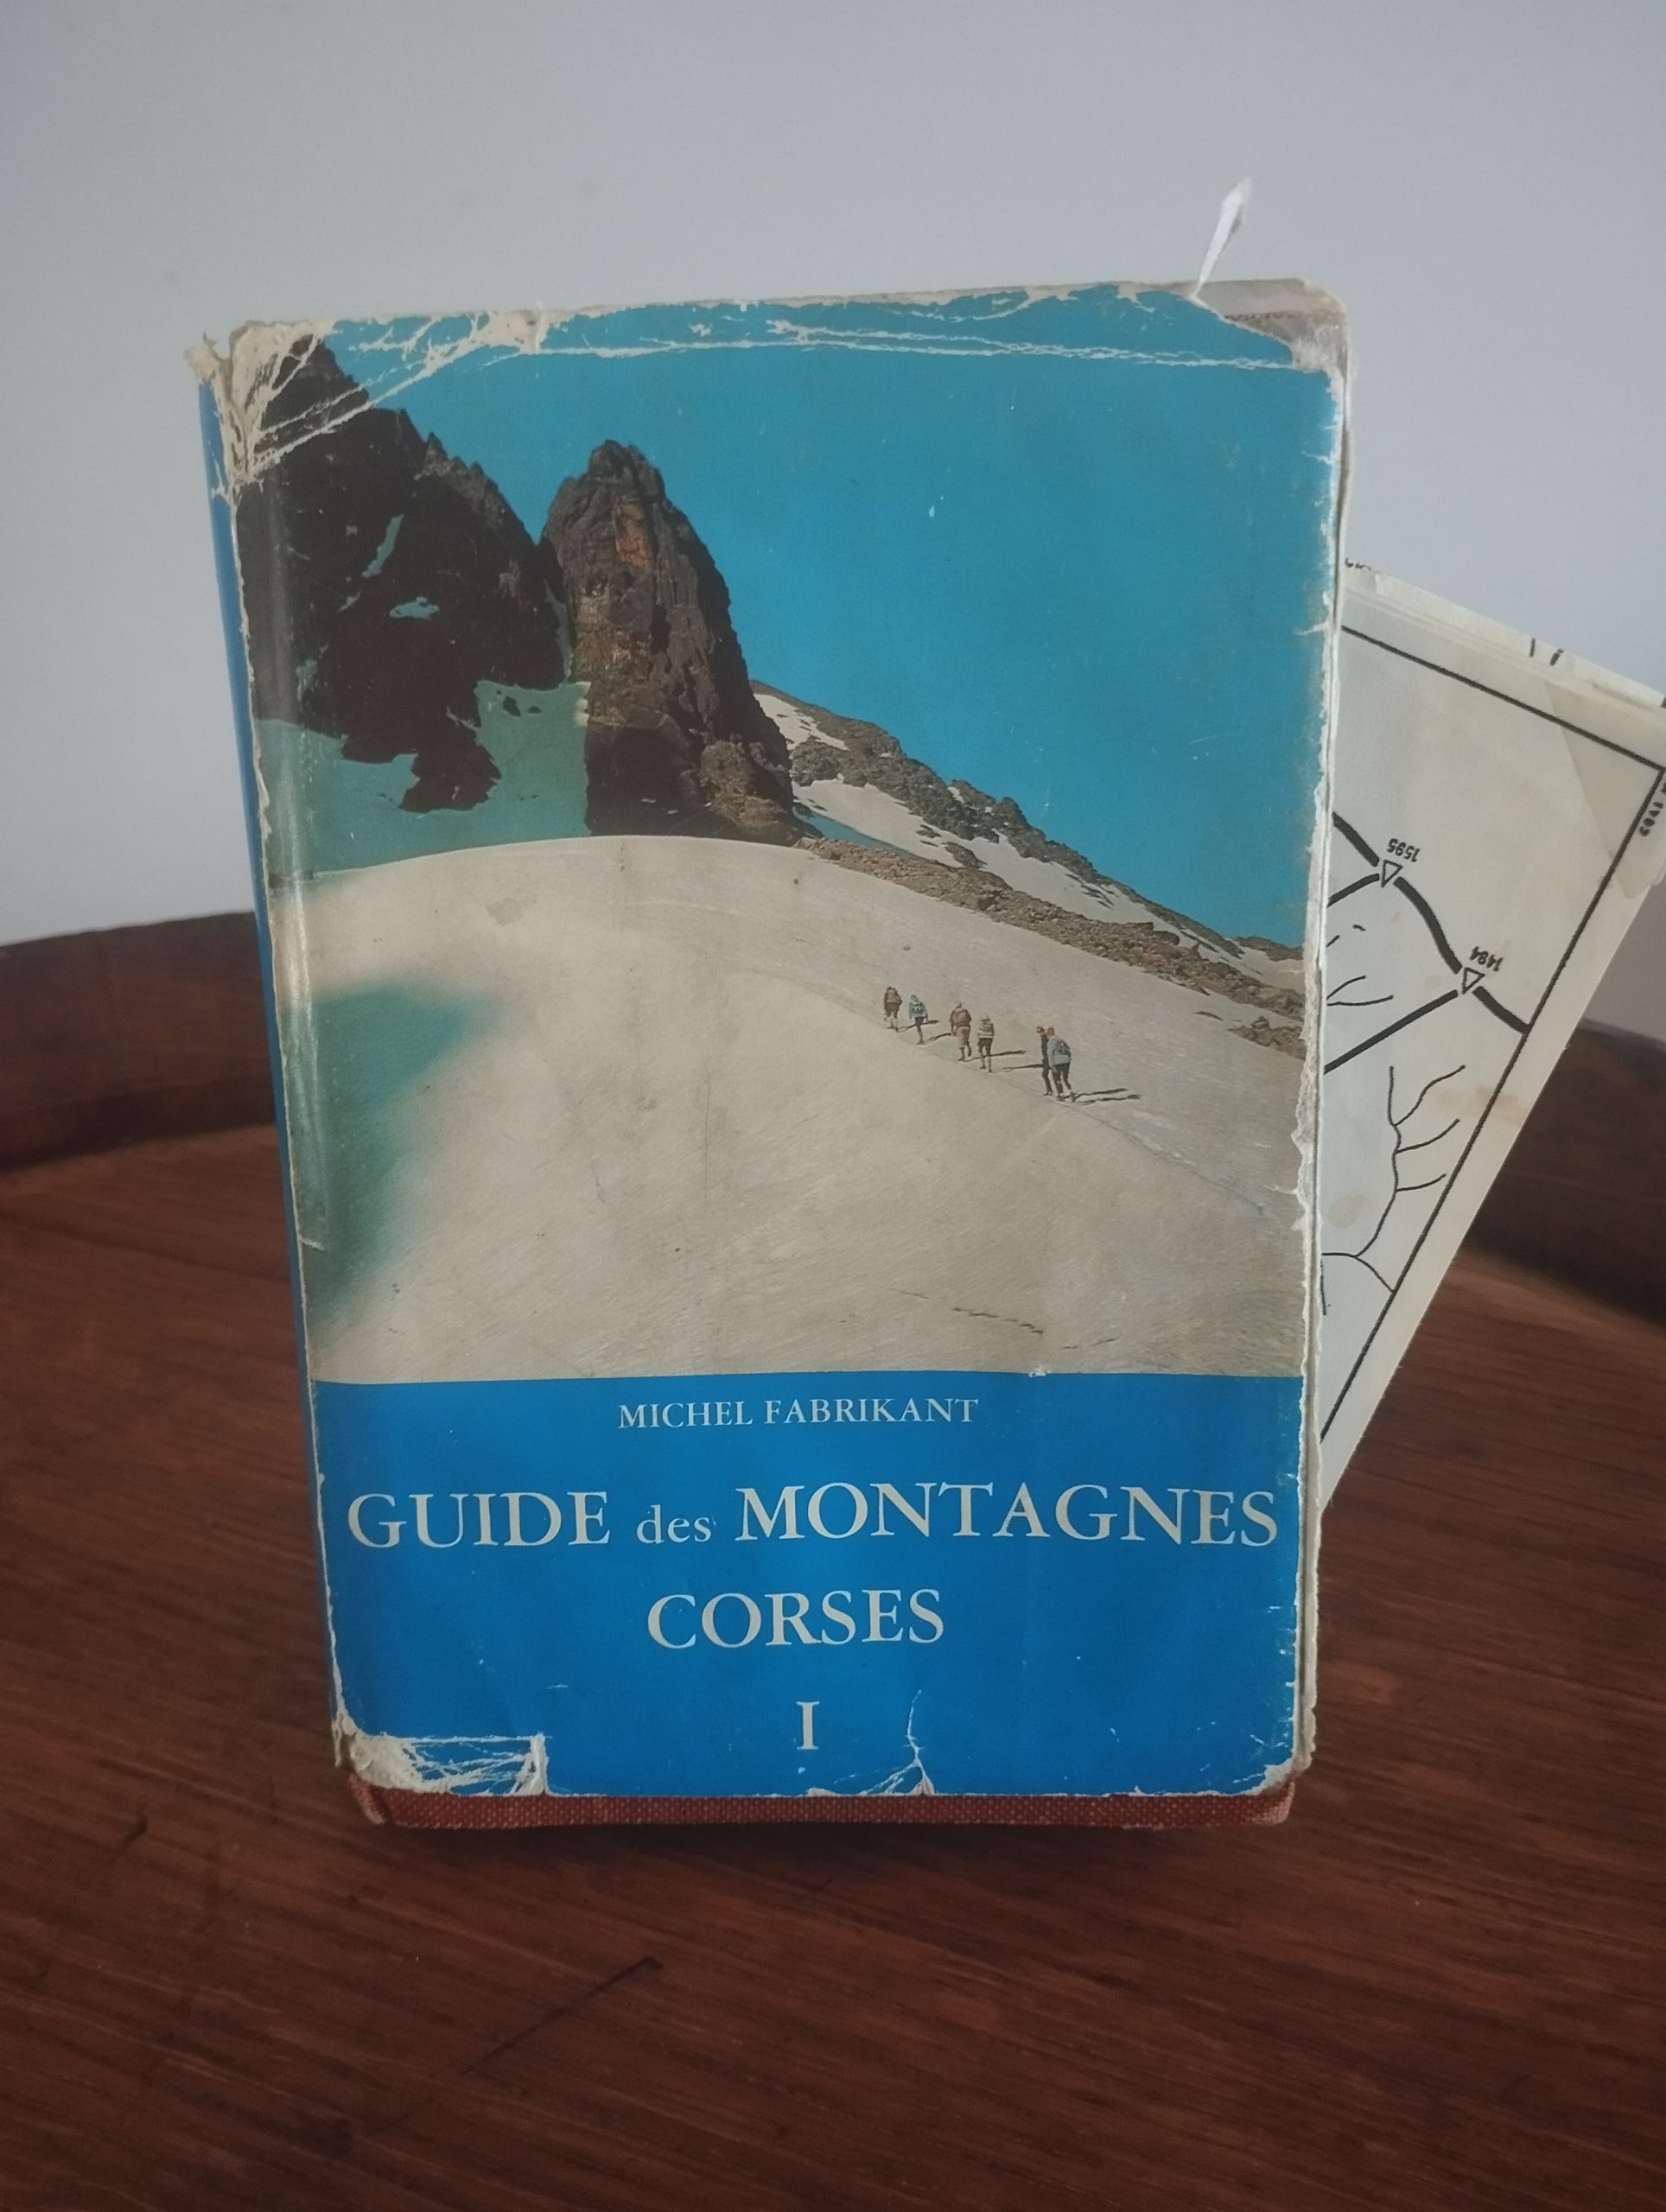 MICHEL FABRIKANT
GUIDE des MONTAGNES
CORSES
I
1595
1484